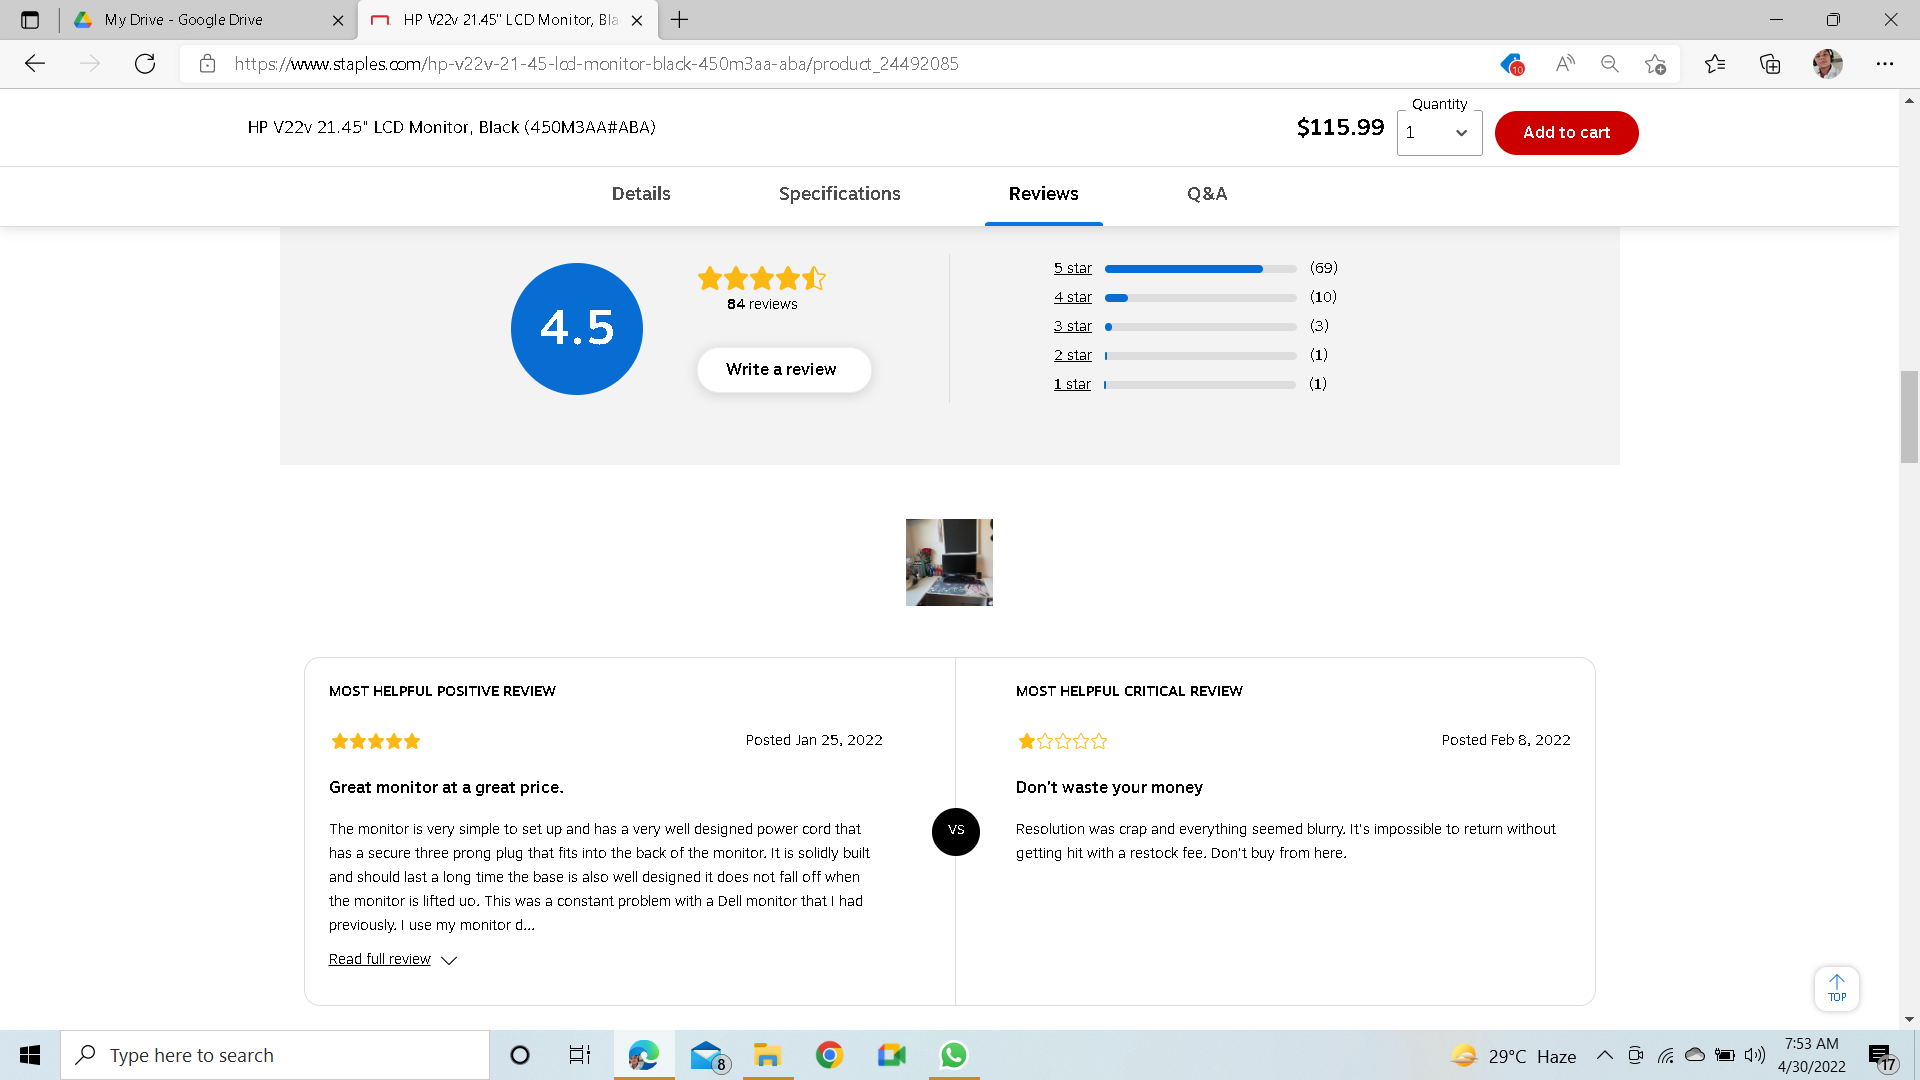 My Drive - Google Drive
HP V22v 21.45" LCD Monitor, Bla
https://www.staples.com/hp-v22v-21-45-lcd-monitor-black-450m3aa-aba/product_24492085
10
HP V22v 21.45" LCD Monitor, Black (450M3AA#ABA)
$115.99
Quantity
1
Add to cart
Details
Specifications
Reviews
Q&A
4.5
84 reviews
Write a review
5 star (69)
4 star (10)
3 star (3)
2 star (1)
1 star (1)
MOST HELPFUL POSITIVE REVIEW
Posted Jan 25, 2022
Great monitor at a great price.
The monitor is very simple to set up and has a very well designed power cord that
has a secure three prong plug that fits into the back of the monitor. It is solidly built
and should last a long time the base is also well designed it does not fall off when
the monitor is lifted uo. This was a constant problem with a Dell monitor that I had
previously. I use my monitor d...
Read full review
VS
MOST HELPFUL CRITICAL REVIEW
Posted Feb 8, 2022
Don't waste your money
Resolution was crap and everything seemed blurry. It's impossible to return without
getting hit with a restock fee. Don't buy from here.
TOP
Type here to search
8
29°C Haze
7:53 AM
4/30/2022
17